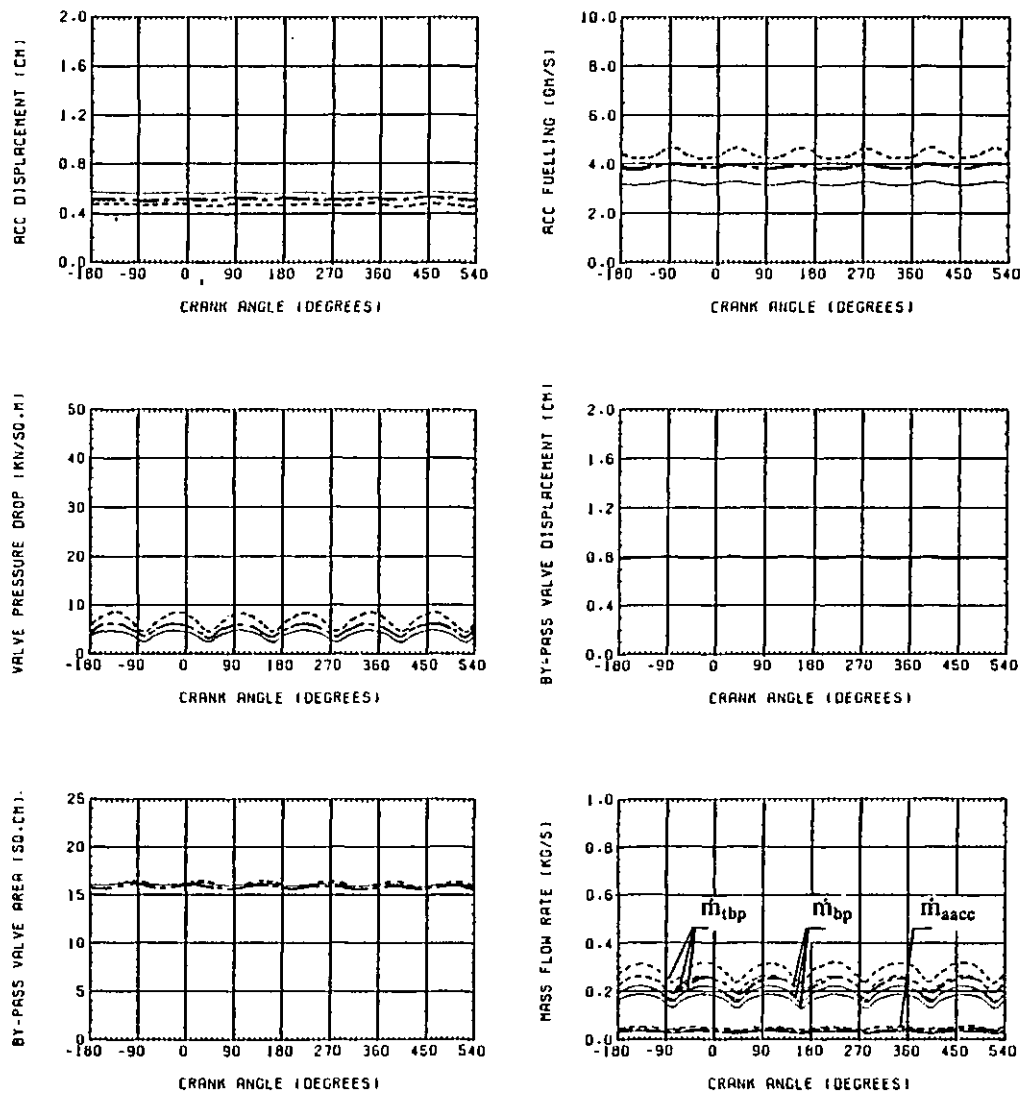 ACC DISPLACEMENT (CM)
2.0
1.6
1.2
0.8
0.4
0.0
-180 -90 0 90 180 270 360 450 540
CRANK ANGLE (DEGREES)
ACC FUELLING (GM/S)
10.0
8.0
6.0
4.0
2.0
0.0
-180 -90 0 90 180 270 360 450 540
CRANK ANGLE (DEGREES)
VALVE PRESSURE DROP (KN/SQ.M)
50
40
30
20
10
0
-180 -90 0 90 180 270 360 450 540
CRANK ANGLE (DEGREES)
BY-PASS VALVE DISPLACEMENT (CM)
2.0
1.6
1.2
0.8
0.4
0.0
-180 -90 0 90 180 270 360 450 540
CRANK ANGLE (DEGREES)
BY-PASS VALVE AREA (SQ.CM).
25
20
15
10
5
0
-180 -90 0 90 180 270 360 450 540
CRANK ANGLE (DEGREES)
MASS FLOW RATE (KG/S)
1.0
0.8
0.6
0.4
0.2
0.0
ṁtbp ṁbp ṁaacc
-180 -90 0 90 180 270 360 450 540
CRANK ANGLE (DEGREES)